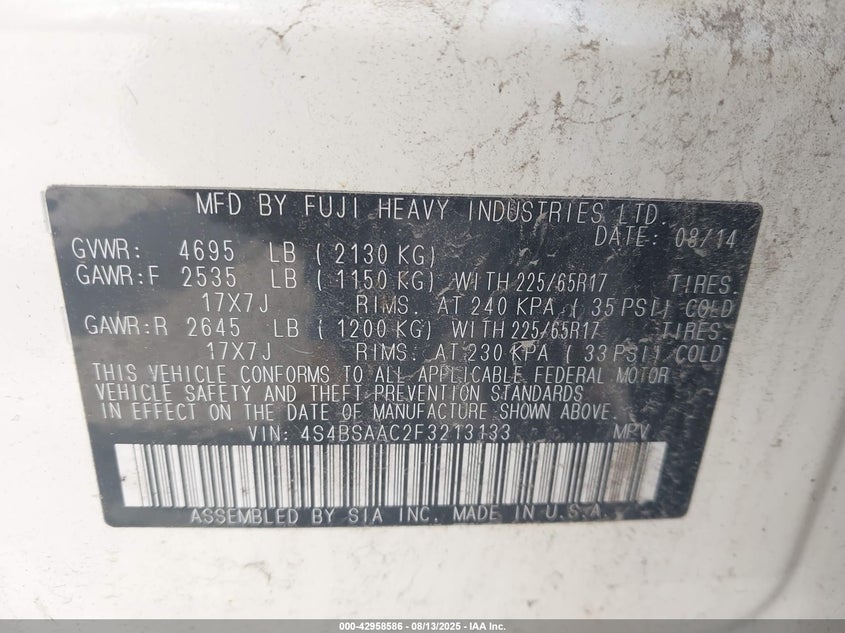 MFD BY FUJI HEAVY INDUSTRIES LTD.
DATE: 08/14
GVWR: 4695 LB ( 2130 KG)
GAWR:F 2535 LB ( 1150 KG) WITH 225/65R17 TIRES.
17X7J RIMS. AT 240 KPA ( 35 PSI) COLD
GAWR:R 2645 LB ( 1200 KG) WITH 225/65R17 TIRES.
17X7J RIMS. AT 230 KPA ( 33 PSI) COLD
THIS VEHICLE CONFORMS TO ALL APPLICABLE FEDERAL MOTOR
VEHICLE SAFETY AND THEFT PREVENTION STANDARDS
IN EFFECT ON THE DATE OF MANUFACTURE SHOWN ABOVE.
VIN: 4S4BSAAC2F3213133 MPV
ASSEMBLED BY SIA INC. MADE IN U.S.A.
000-42958586 - 08/13/2025 - IAA Inc.